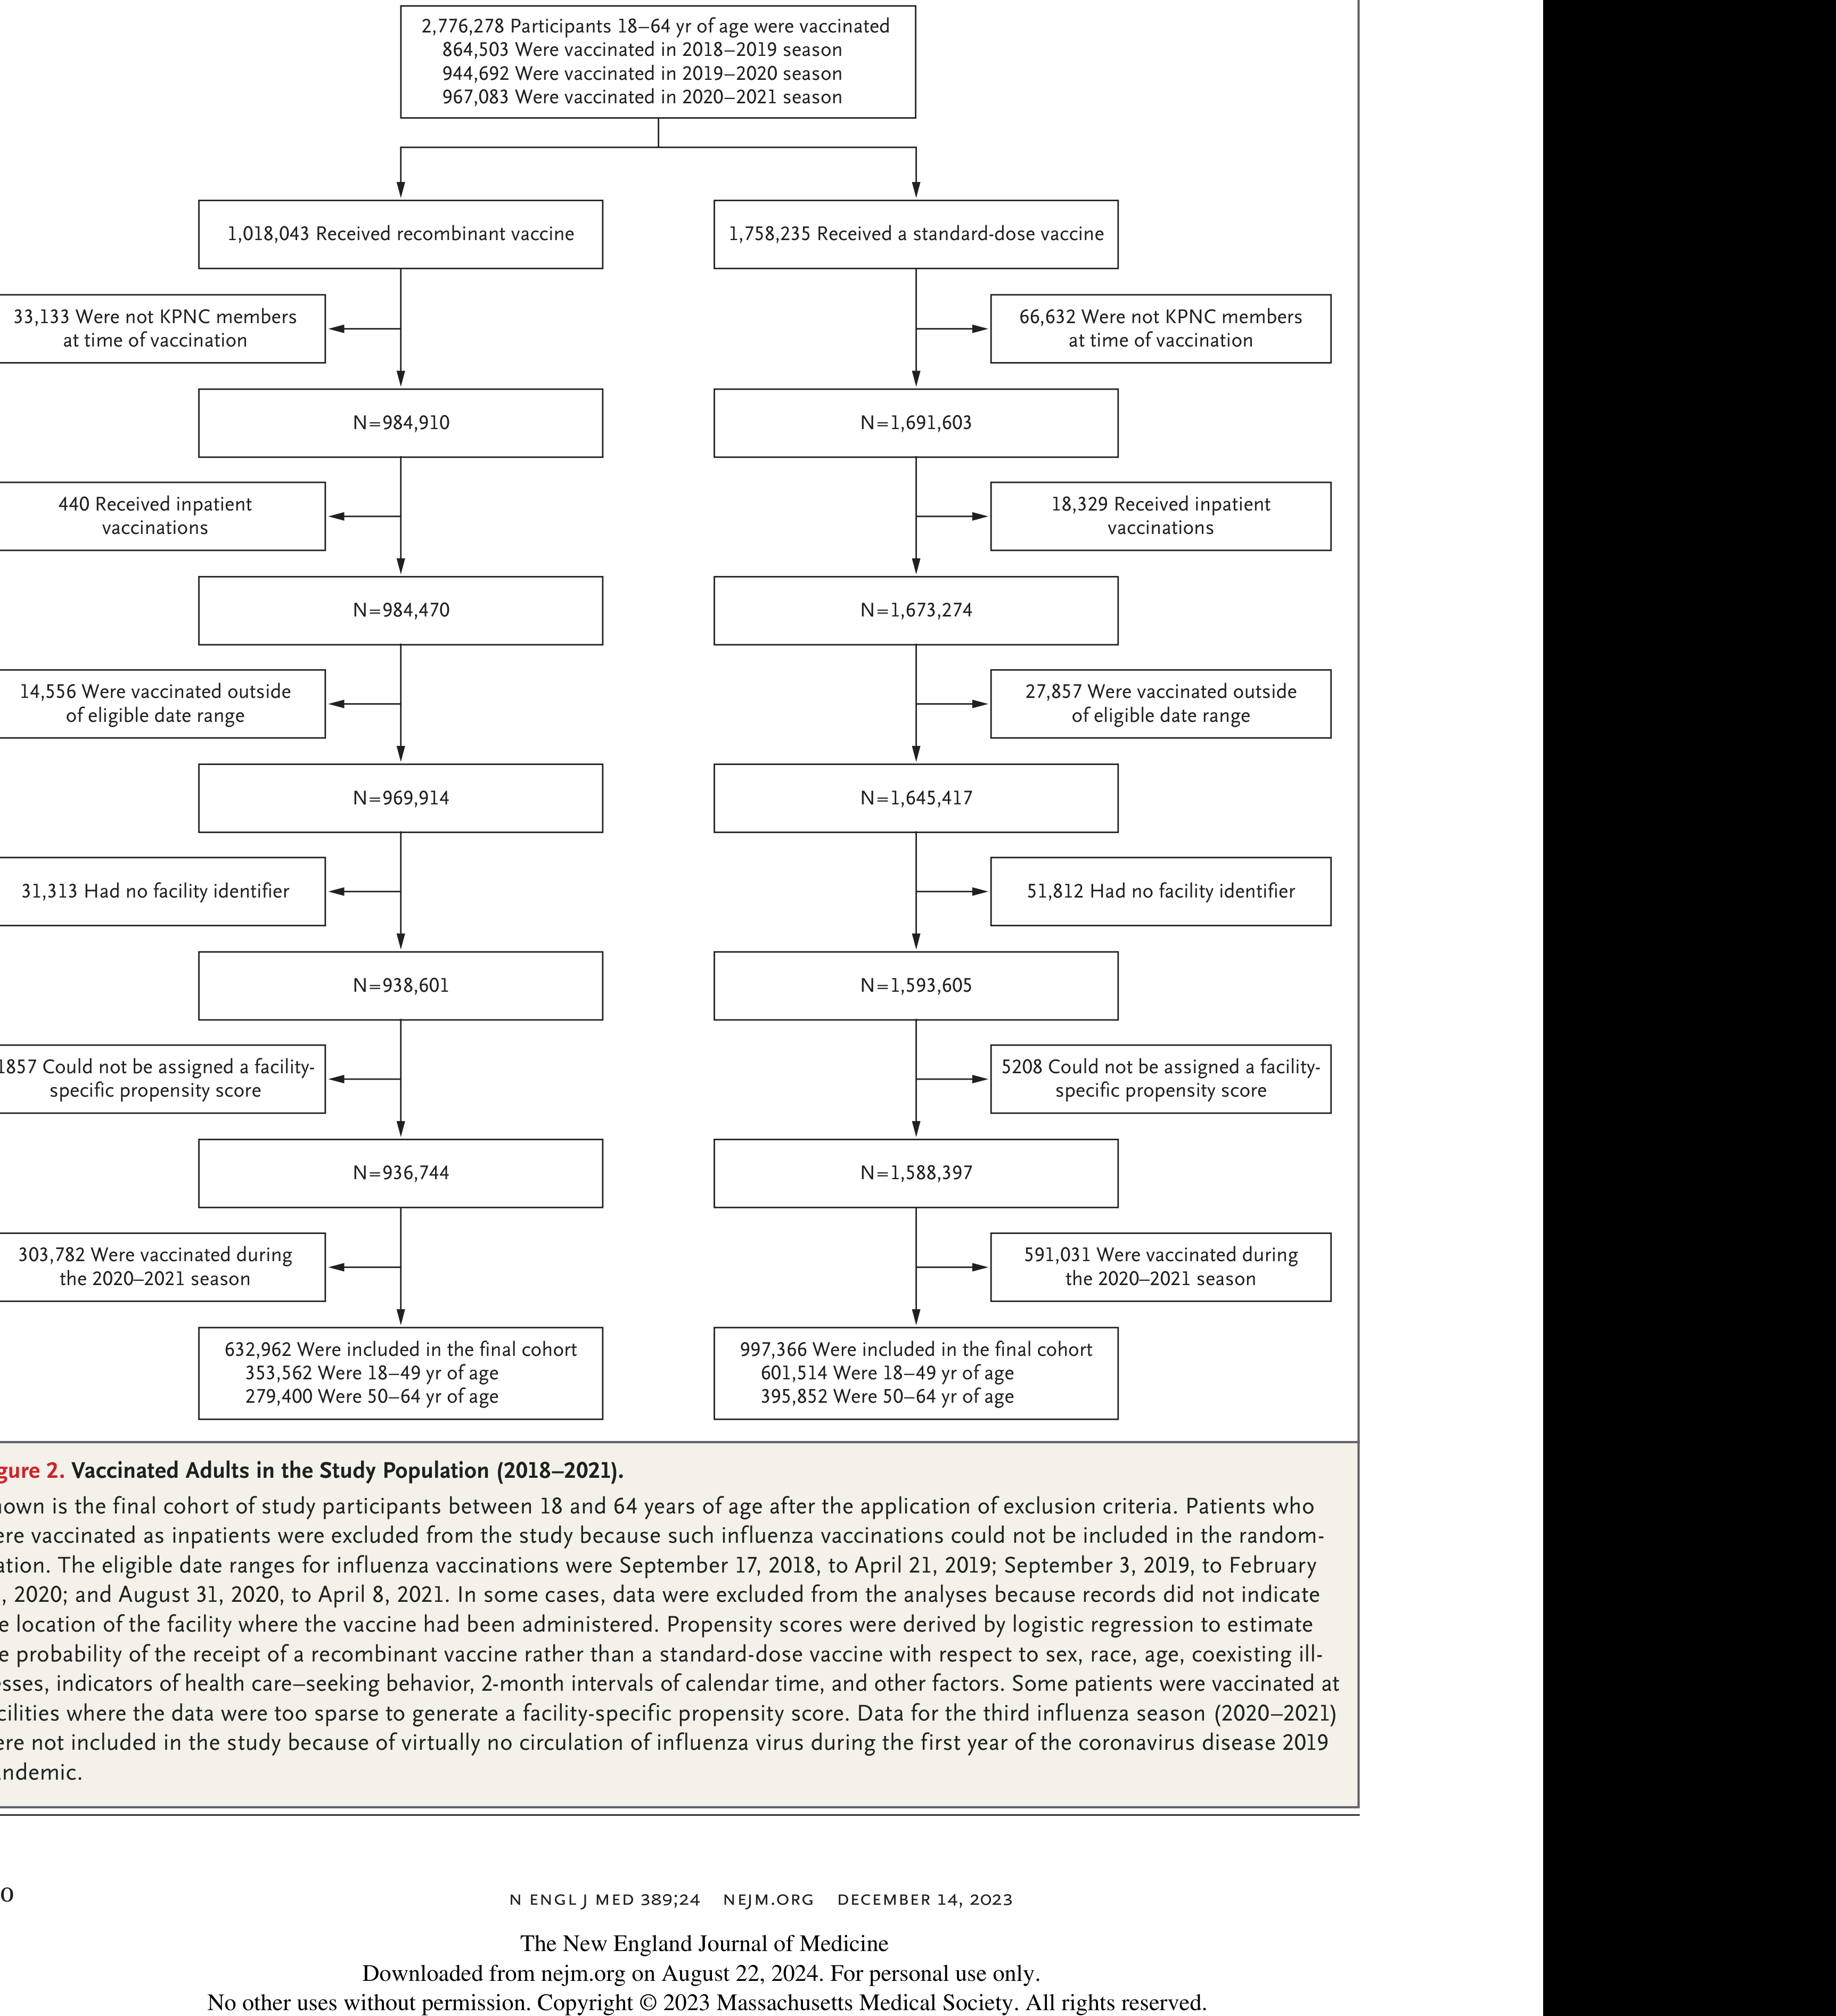 2,776,278 Participants 18–64 yr of age were vaccinated
864,503 Were vaccinated in 2018–2019 season
944,692 Were vaccinated in 2019–2020 season
967,083 Were vaccinated in 2020–2021 season
1,018,043 Received recombinant vaccine
1,758,235 Received a standard-dose vaccine
33,133 Were not KPNC members
at time of vaccination
66,632 Were not KPNC members
at time of vaccination
N=984,910
N=1,691,603
440 Received inpatient
vaccinations
18,329 Received inpatient
vaccinations
N=984,470
N=1,673,274
14,556 Were vaccinated outside
of eligible date range
27,857 Were vaccinated outside
of eligible date range
N=969,914
N=1,645,417
31,313 Had no facility identifier
51,812 Had no facility identifier
N=938,601
N=1,593,605
1857 Could not be assigned a facility-
specific propensity score
5208 Could not be assigned a facility-
specific propensity score
N=936,744
N=1,588,397
303,782 Were vaccinated during
the 2020–2021 season
591,031 Were vaccinated during
the 2020–2021 season
632,962 Were included in the final cohort
353,562 Were 18–49 yr of age
279,400 Were 50–64 yr of age
997,366 Were included in the final cohort
601,514 Were 18–49 yr of age
395,852 Were 50–64 yr of age
gure 2. Vaccinated Adults in the Study Population (2018–2021).
own is the final cohort of study participants between 18 and 64 years of age after the application of exclusion criteria. Patients who
ere vaccinated as inpatients were excluded from the study because such influenza vaccinations could not be included in the random-
ation. The eligible date ranges for influenza vaccinations were September 17, 2018, to April 21, 2019; September 3, 2019, to February
, 2020; and August 31, 2020, to April 8, 2021. In some cases, data were excluded from the analyses because records did not indicate
e location of the facility where the vaccine had been administered. Propensity scores were derived by logistic regression to estimate
e probability of the receipt of a recombinant vaccine rather than a standard-dose vaccine with respect to sex, race, age, coexisting ill-
sses, indicators of health care–seeking behavior, 2-month intervals of calendar time, and other factors. Some patients were vaccinated at
cilities where the data were too sparse to generate a facility-specific propensity score. Data for the third influenza season (2020–2021)
ere not included in the study because of virtually no circulation of influenza virus during the first year of the coronavirus disease 2019
ndemic.
0
N ENGL J MED 389;24 NEJM.ORG DECEMBER 14, 2023
The New England Journal of Medicine
Downloaded from nejm.org on August 22, 2024. For personal use only.
No other uses without permission. Copyright © 2023 Massachusetts Medical Society. All rights reserved.